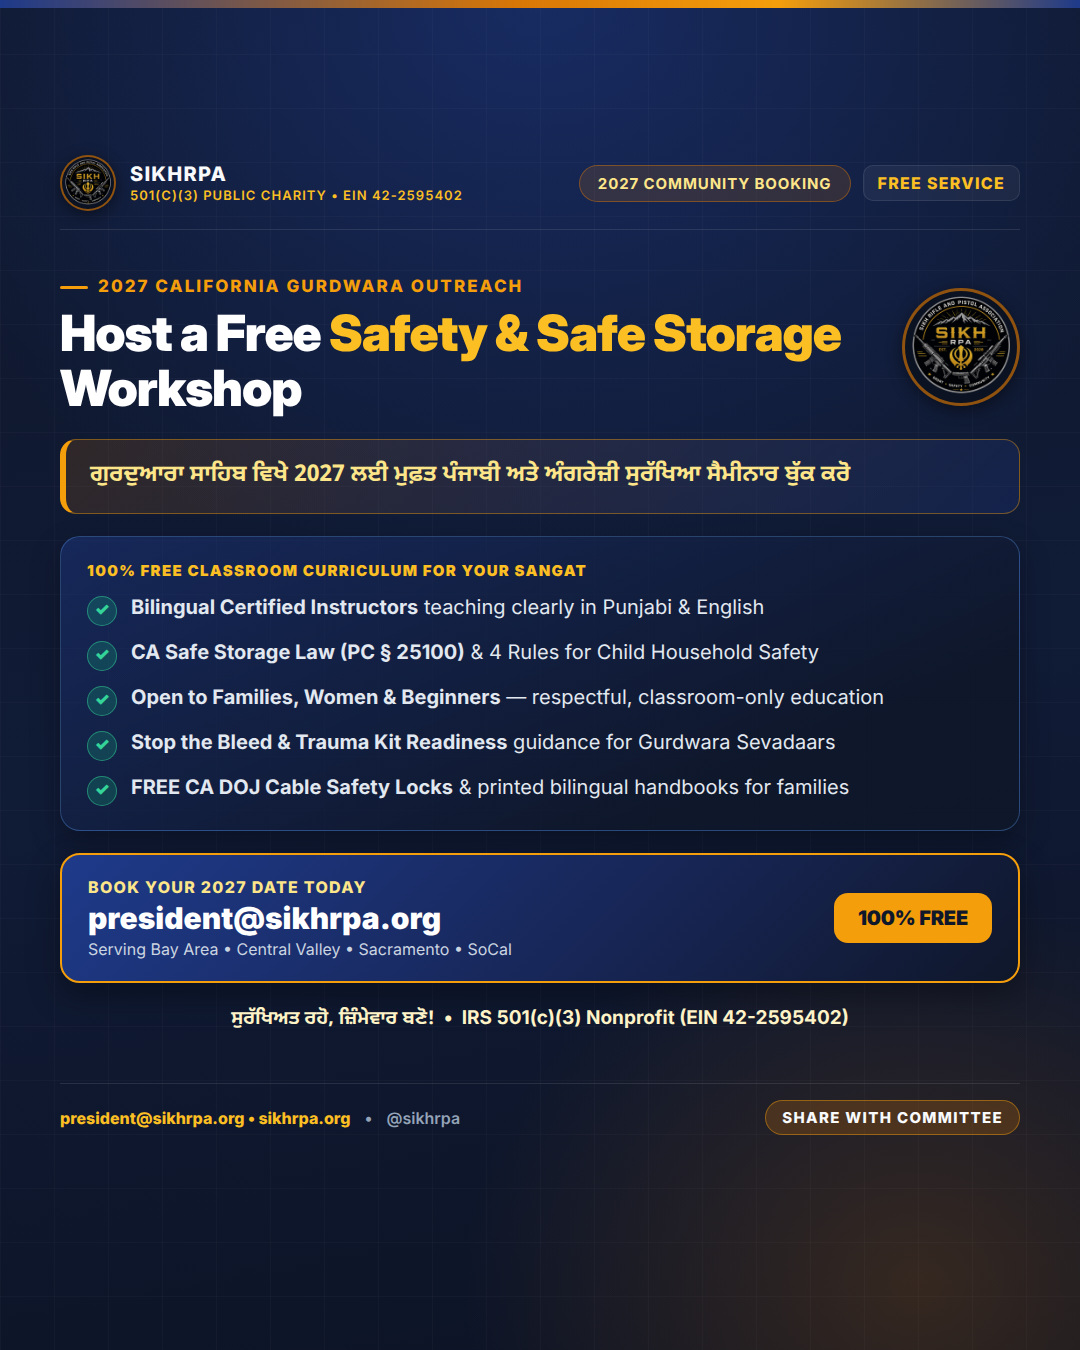 SIKHRPA
501(C)(3) PUBLIC CHARITY • EIN 42-2595402
2027 COMMUNITY BOOKING
FREE SERVICE
2027 CALIFORNIA GURDWARA OUTREACH
Host a Free Safety & Safe Storage
Workshop
SIKH RIFLE AND PISTOL ASSOCIATION
SIKH
RPA
ਗੁਰਦੁਆਰਾ ਸਾਹਿਬ ਵਿਖੇ 2027 ਲਈ ਮੁਫ਼ਤ ਪੰਜਾਬੀ ਅਤੇ ਅੰਗਰੇਜ਼ੀ ਸੁਰੱਖਿਆ ਸੈਮੀਨਾਰ ਬੁੱਕ ਕਰੋ
100% FREE CLASSROOM CURRICULUM FOR YOUR SANGAT
Bilingual Certified Instructors teaching clearly in Punjabi & English
CA Safe Storage Law (PC § 25100) & 4 Rules for Child Household Safety
Open to Families, Women & Beginners — respectful, classroom-only education
Stop the Bleed & Trauma Kit Readiness guidance for Gurdwara Sevadaars
FREE CA DOJ Cable Safety Locks & printed bilingual handbooks for families
BOOK YOUR 2027 DATE TODAY
president@sikhrpa.org
Serving Bay Area • Central Valley • Sacramento • SoCal
100% FREE
ਸੁਰੱਖਿਅਤ ਰਹੋ, ਜ਼ਿੰਮੇਵਾਰ ਬਣੋ! • IRS 501(c)(3) Nonprofit (EIN 42-2595402)
president@sikhrpa.org • sikhrpa.org • @sikhrpa
SHARE WITH COMMITTEE